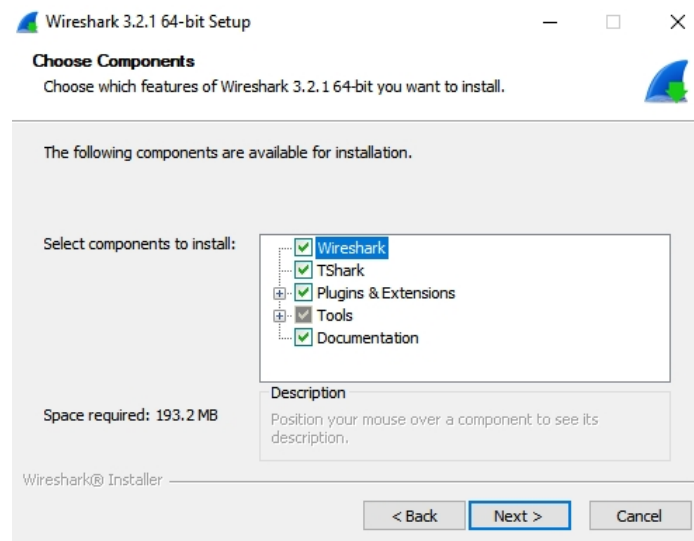 Wireshark 3.2.1 64-bit Setup
Choose Components
Choose which features of Wireshark 3.2.1 64-bit you want to install.
The following components are available for installation.
Select components to install:
Wireshark
TShark
Plugins & Extensions
Tools
Documentation
Space required: 193.2 MB
Description
Position your mouse over a component to see its
description.
Wireshark® Installer
< Back Next > Cancel